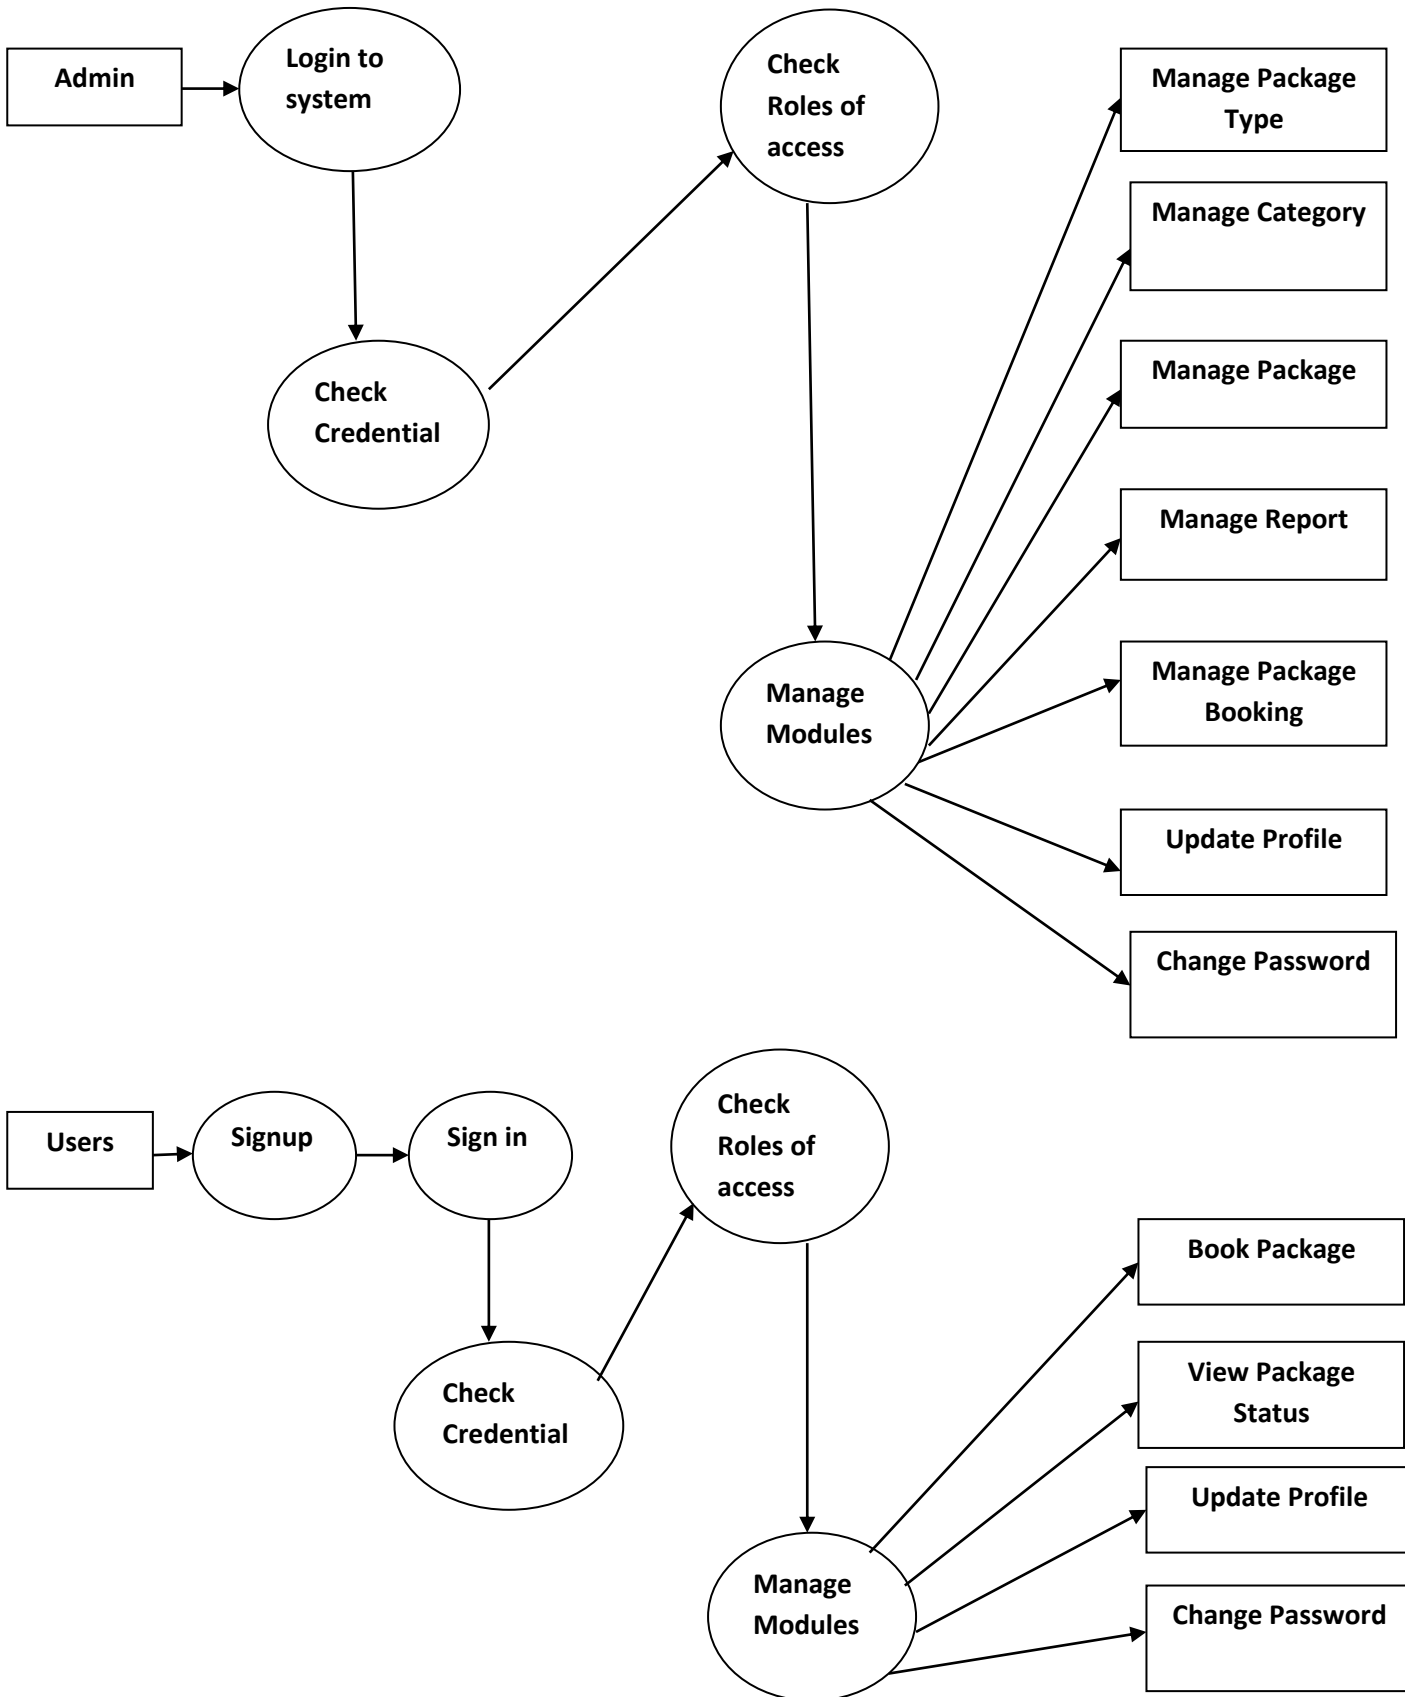 Admin
Login to
system
Check
Roles of
access
Manage Package
Type
Manage Category
Check
Credential
Manage Package
Manage Report
Manage
Modules
Manage Package
Booking
Update Profile
Change Password
Users
Signup
Sign in
Check
Roles of
access
Check
Credential
Book Package
View Package
Status
Update Profile
Manage
Modules
Change Password